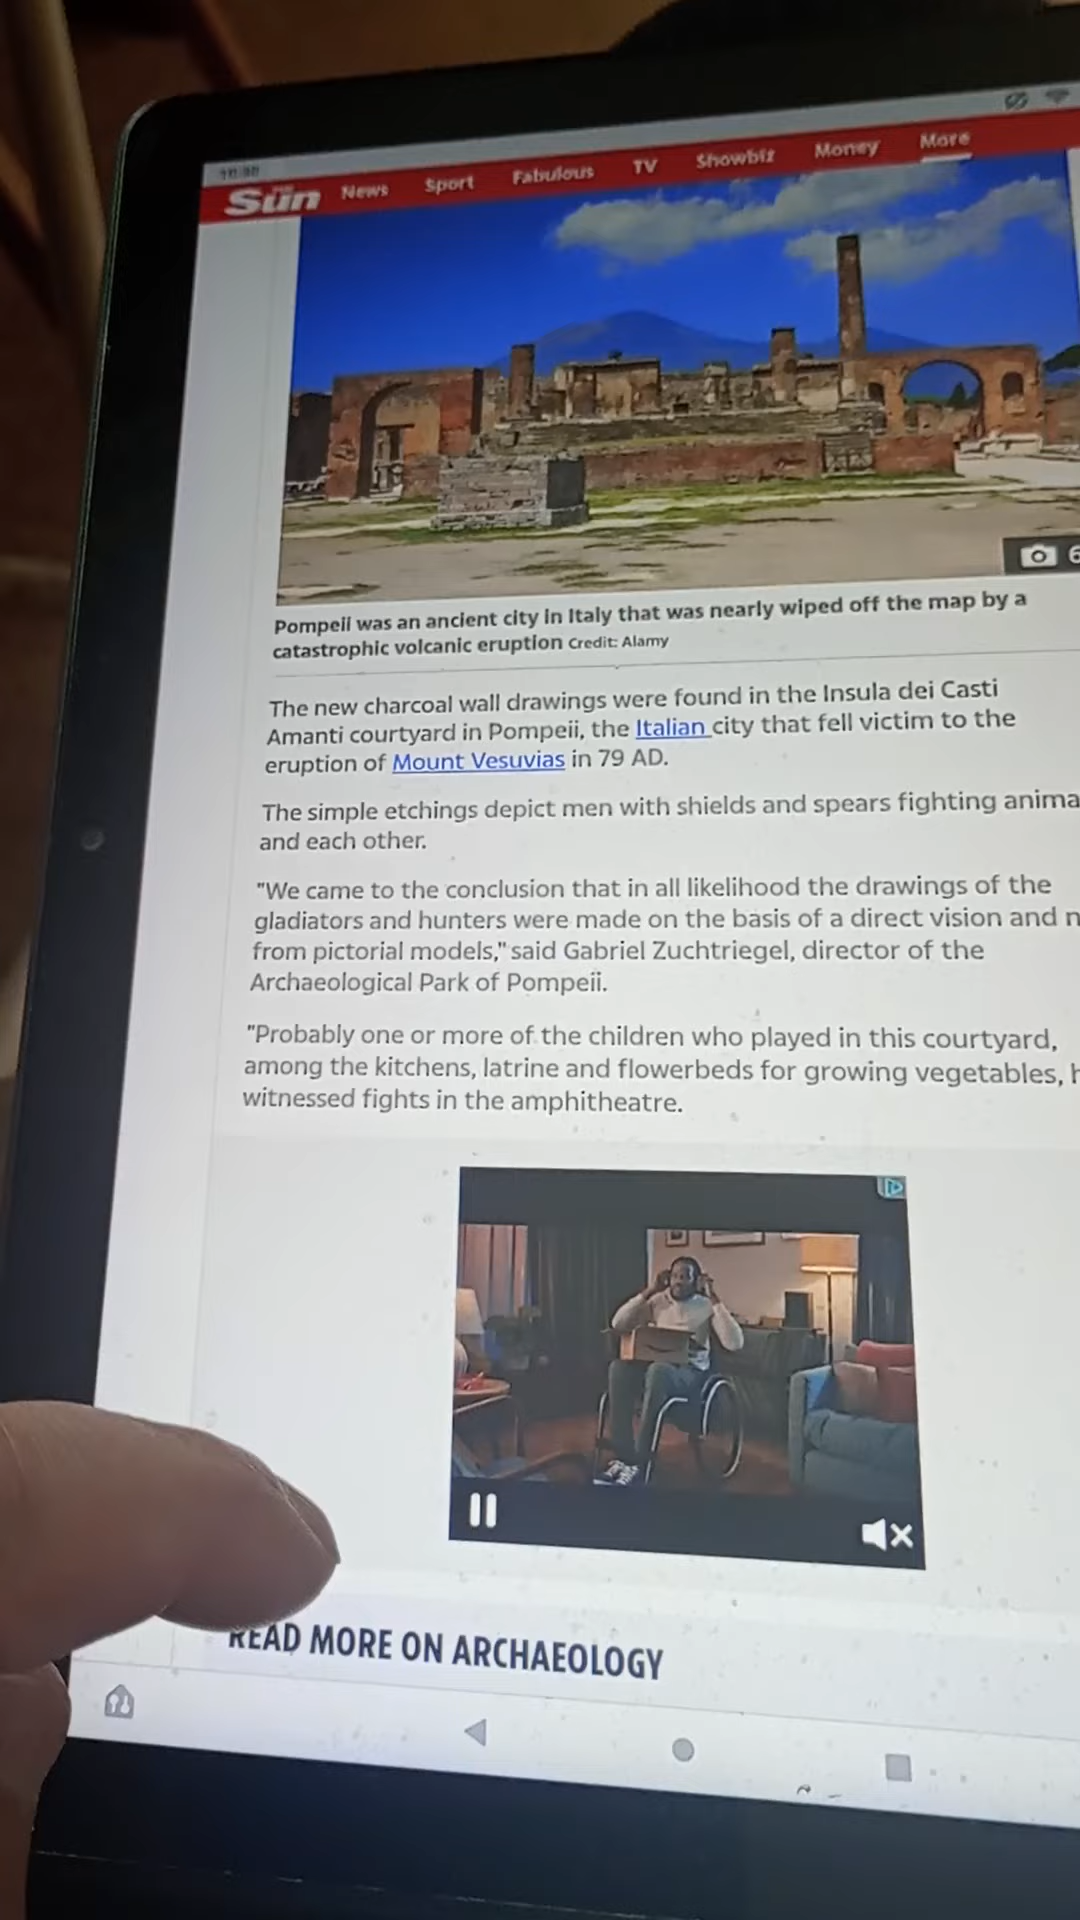 The Sun News Sport Fabulous TV Showbiz Money More
6
Pompeii was an ancient city in Italy that was nearly wiped off the map by a
catastrophic volcanic eruption Credit: Alamy
The new charcoal wall drawings were found in the Insula dei Casti
Amanti courtyard in Pompeii, the Italian city that fell victim to the
eruption of Mount Vesuvias in 79 AD.
The simple etchings depict men with shields and spears fighting anima
and each other.
"We came to the conclusion that in all likelihood the drawings of the
gladiators and hunters were made on the basis of a direct vision and n
from pictorial models," said Gabriel Zuchtriegel, director of the
Archaeological Park of Pompeii.
"Probably one or more of the children who played in this courtyard,
among the kitchens, latrine and flowerbeds for growing vegetables, h
witnessed fights in the amphitheatre.
READ MORE ON ARCHAEOLOGY